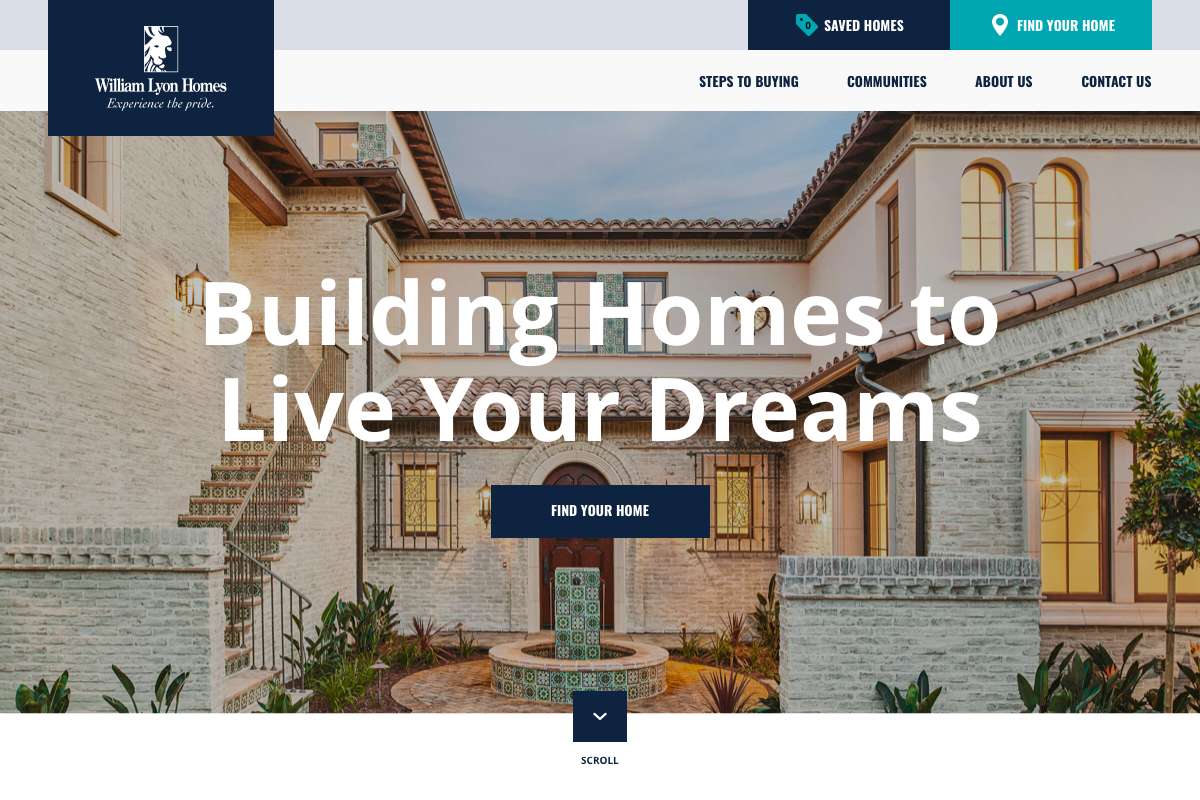 0 SAVED HOMES
FIND YOUR HOME
William Lyon Homes
Experience the pride.
STEPS TO BUYING
COMMUNITIES
ABOUT US
CONTACT US
Building Homes to
Live Your Dreams
FIND YOUR HOME
SCROLL